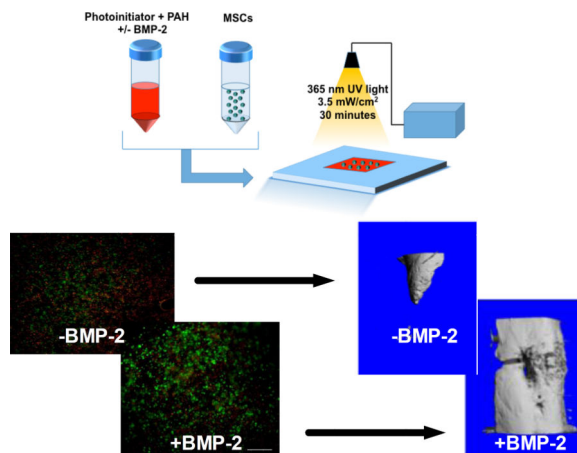 Photoinitiator + PAH
+/- BMP-2
MSCs
365 nm UV light
3.5 mW/cm²
30 minutes
-BMP-2
-BMP-2
+BMP-2
+BMP-2